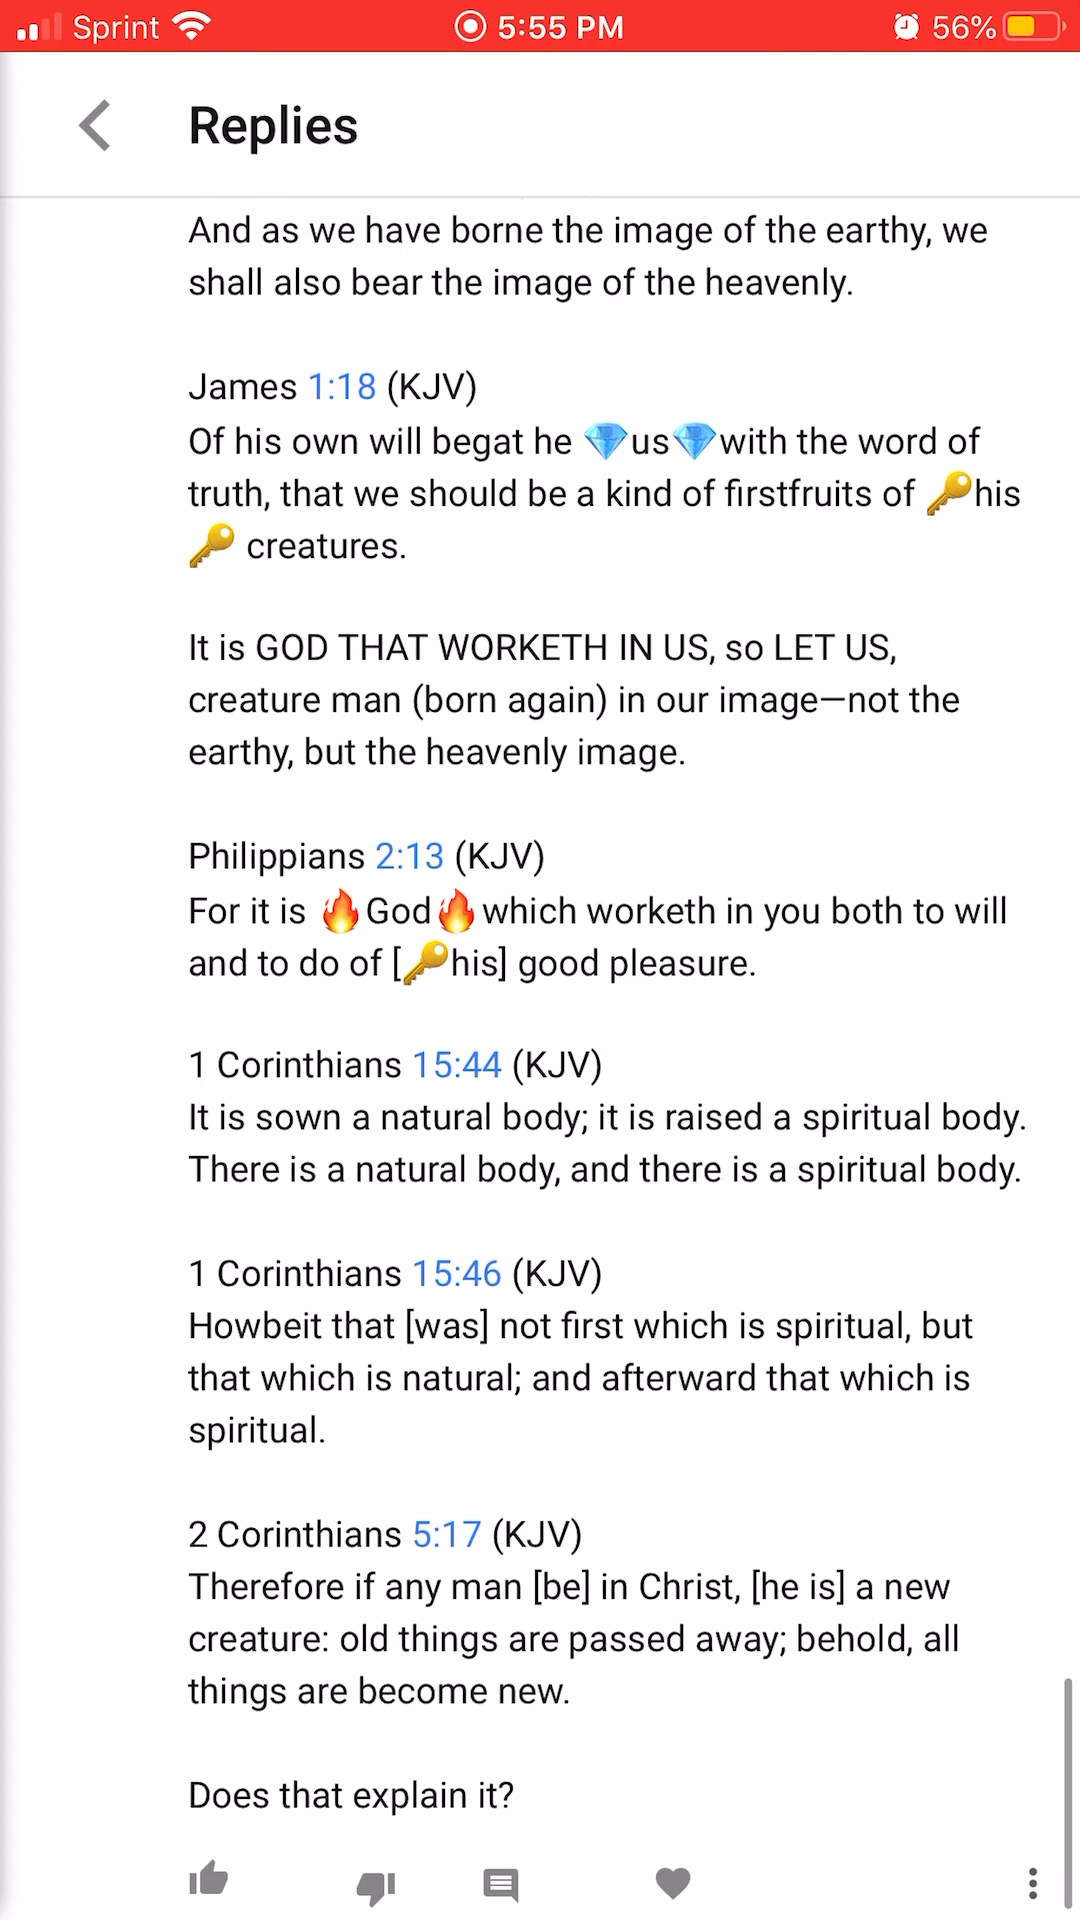 Sprint 5:55 PM 56%
Replies
And as we have borne the image of the earthy, we
shall also bear the image of the heavenly.
James 1:18 (KJV)
Of his own will begat he 💎us💎with the word of
truth, that we should be a kind of firstfruits of 🔑his
🔑 creatures.
It is GOD THAT WORKETH IN US, so LET US,
creature man (born again) in our image—not the
earthy, but the heavenly image.
Philippians 2:13 (KJV)
For it is 🔥God🔥which worketh in you both to will
and to do of [🔑his] good pleasure.
1 Corinthians 15:44 (KJV)
It is sown a natural body; it is raised a spiritual body.
There is a natural body, and there is a spiritual body.
1 Corinthians 15:46 (KJV)
Howbeit that [was] not first which is spiritual, but
that which is natural; and afterward that which is
spiritual.
2 Corinthians 5:17 (KJV)
Therefore if any man [be] in Christ, [he is] a new
creature: old things are passed away; behold, all
things are become new.
Does that explain it?